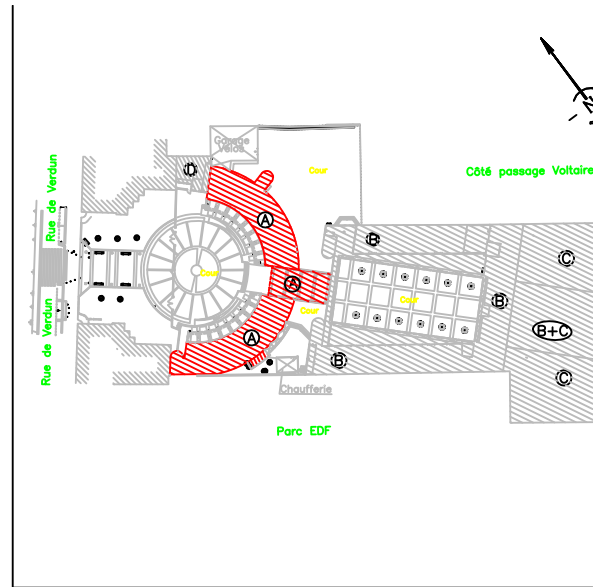 N
Garage
Vélos
D
Cour
Côté passage Voltaire
Rue de Verdun
A
B
C
Cour
A
Cour
B
Cour
B+C
Rue de Verdun
A
B
C
Chaufferie
Parc EDF